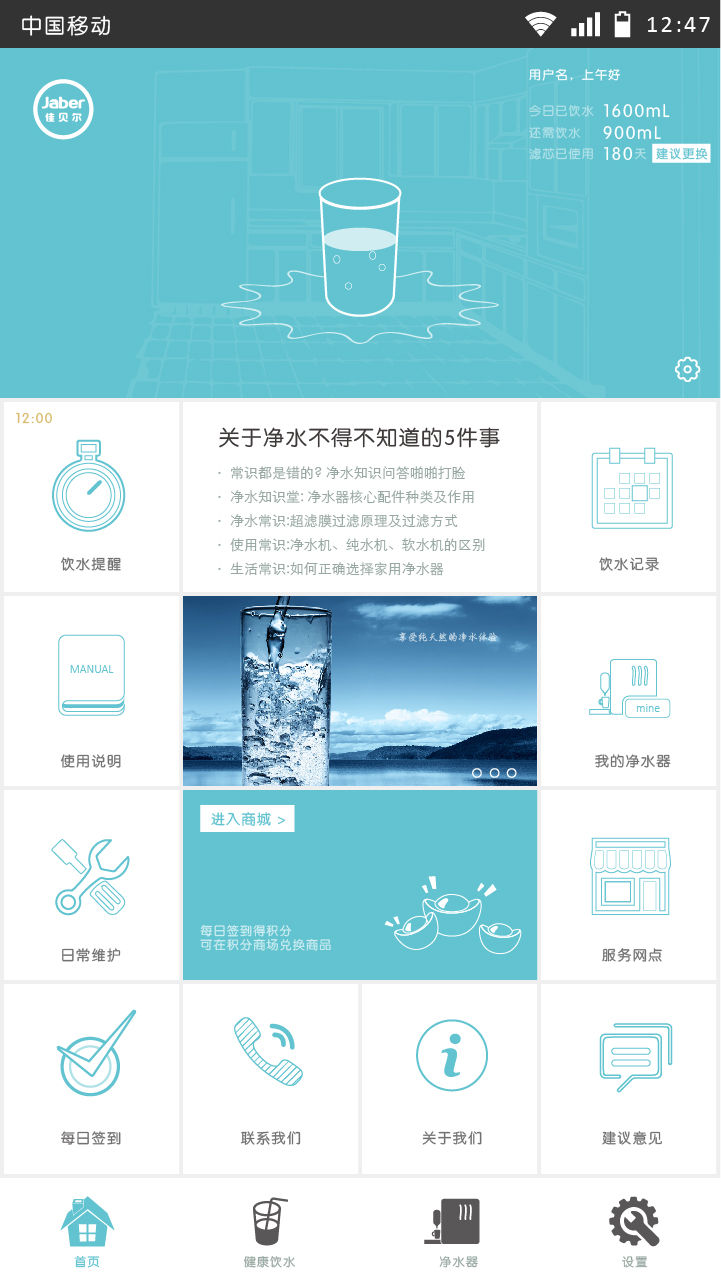 中国移动
12:47
Jaber
佳贝尔
用户名，上午好
今日已饮水 1600mL
还需饮水 900mL
滤芯已使用 180天 建议更换
12:00
饮水提醒
关于净水不得不知道的5件事
· 常识都是错的? 净水知识问答啪啪打脸
· 净水知识堂: 净水器核心配件种类及作用
· 净水常识:超滤膜过滤原理及过滤方式
· 使用常识:净水机、纯水机、软水机的区别
· 生活常识:如何正确选择家用净水器
饮水记录
MANUAL
使用说明
享受纯天然的净水体验
mine
我的净水器
日常维护
进入商城 >
每日签到得积分
可在积分商场兑换商品
服务网点
每日签到
联系我们
关于我们
建议意见
首页
健康饮水
净水器
设置